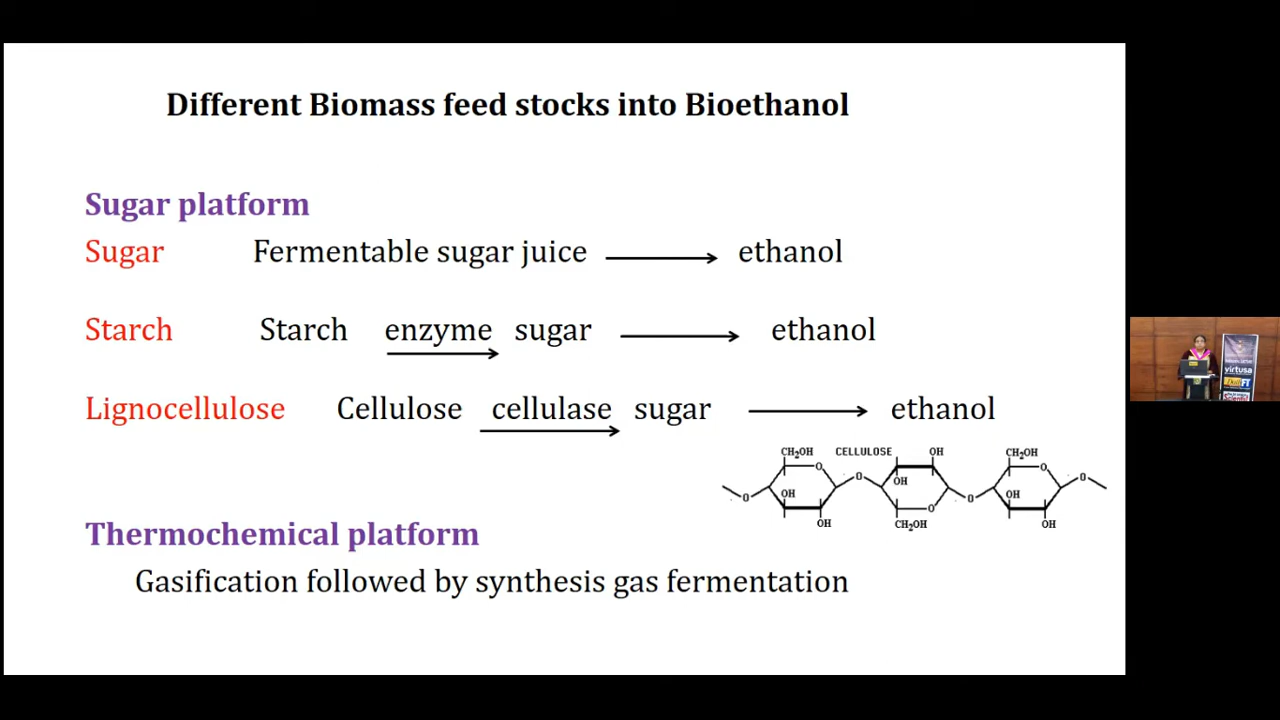 Different Biomass feed stocks into Bioethanol
Sugar platform
Sugar Fermentable sugar juice ethanol
Starch Starch enzyme sugar ethanol
Lignocellulose Cellulose cellulase sugar ethanol
CH₂OH CELLULOSE OH CH₂OH
O OH O O
O OH O OH O
OH CH₂OH OH
Thermochemical platform
Gasification followed by synthesis gas fermentation
virtusa